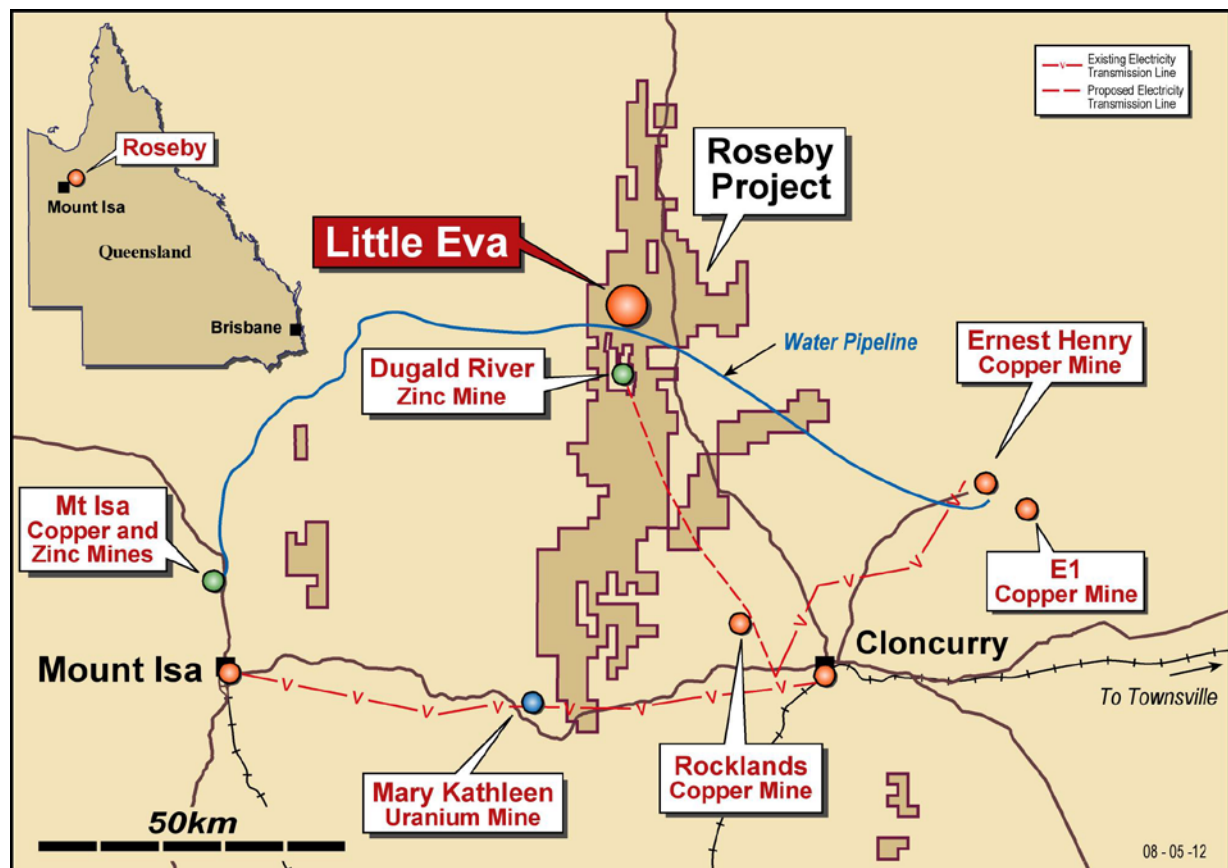 Roseby
Mount Isa
Queensland
Brisbane
Existing Electricity
Transmission Line
Proposed Electricity
Transmission Line
Roseby
Project
Little Eva
Dugald River
Zinc Mine
Water Pipeline
Ernest Henry
Copper Mine
Mt Isa
Copper and
Zinc Mines
E1
Copper Mine
Mount Isa
Cloncurry
To Townsville
Mary Kathleen
Uranium Mine
Rocklands
Copper Mine
50km
08 - 05 -12